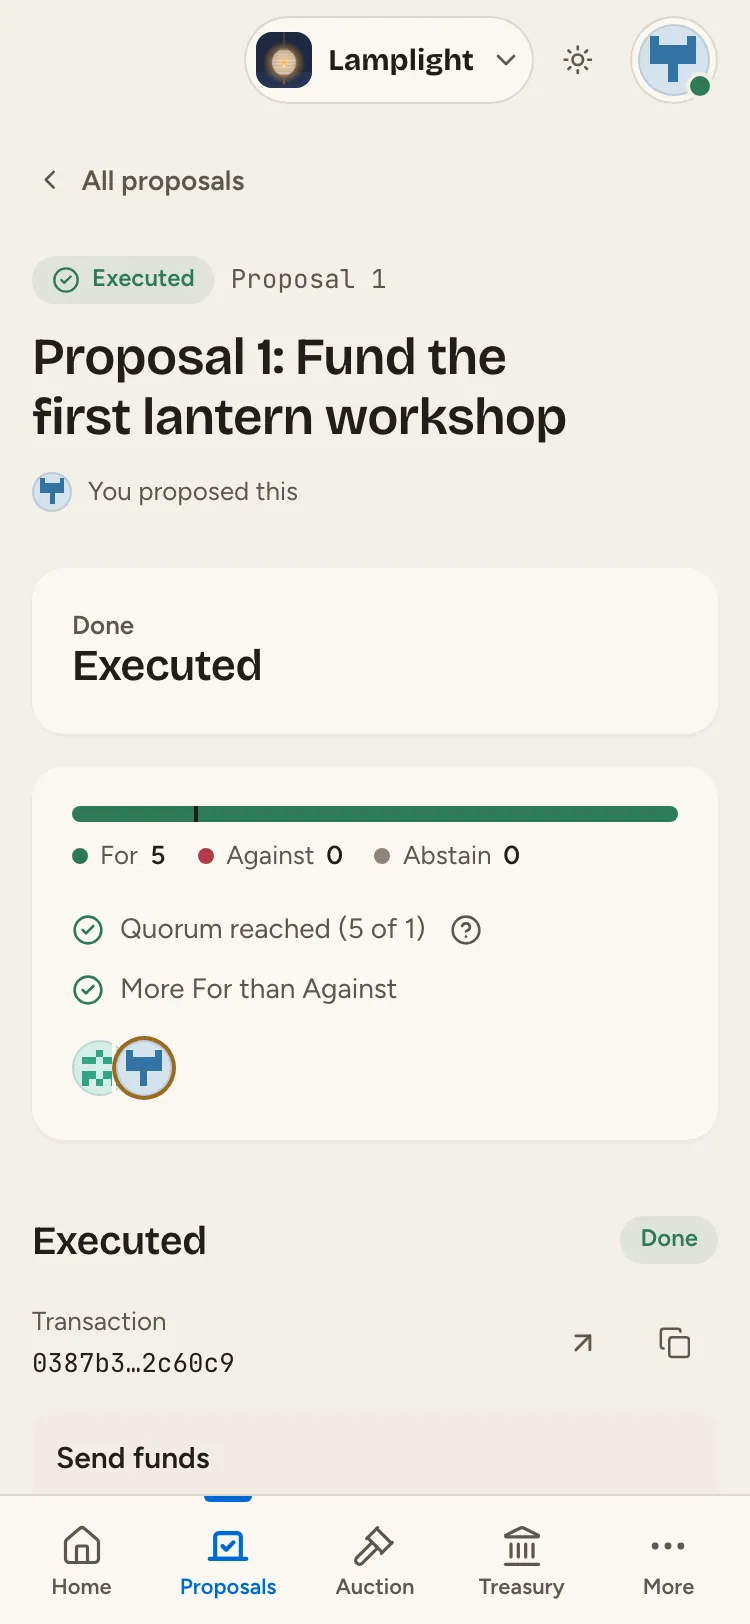 Lamplight
All proposals
Executed Proposal 1
Proposal 1: Fund the
first lantern workshop
You proposed this
Done
Executed
For 5 Against 0 Abstain 0
Quorum reached (5 of 1)
More For than Against
Executed Done
Transaction
0387b3…2c60c9
Send funds
Home Proposals Auction Treasury More